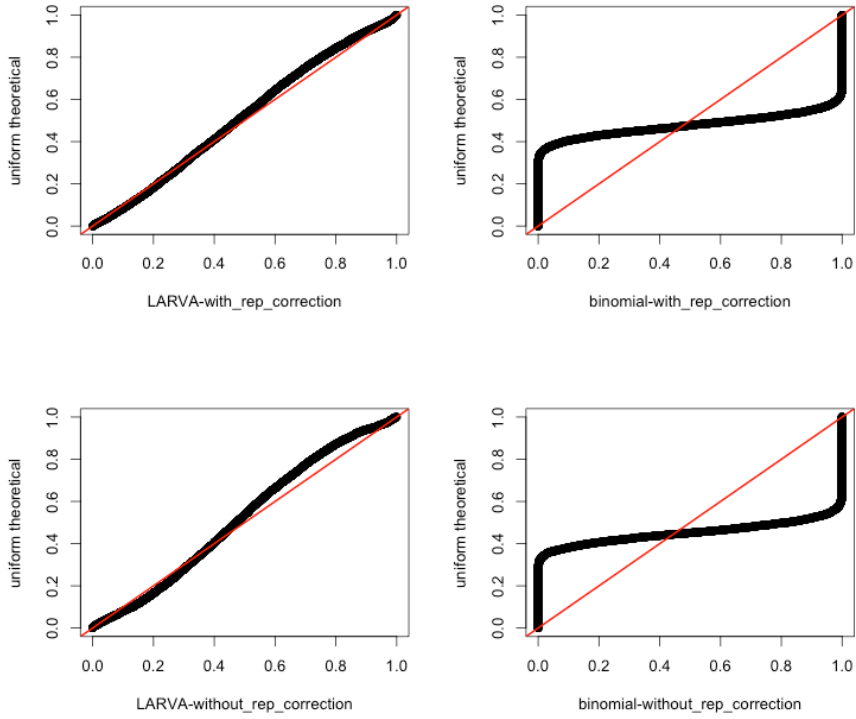 uniform theoretical
0.0 0.2 0.4 0.6 0.8 1.0
0.0 0.2 0.4 0.6 0.8 1.0
LARVA-with_rep_correction
uniform theoretical
0.0 0.2 0.4 0.6 0.8 1.0
0.0 0.2 0.4 0.6 0.8 1.0
binomial-with_rep_correction
uniform theoretical
0.0 0.2 0.4 0.6 0.8 1.0
0.0 0.2 0.4 0.6 0.8 1.0
LARVA-without_rep_correction
uniform theoretical
0.0 0.2 0.4 0.6 0.8 1.0
0.0 0.2 0.4 0.6 0.8 1.0
binomial-without_rep_correction